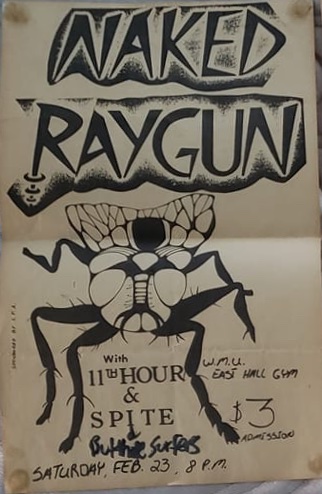 NAKED
RAYGUN
With
11TH HOUR
&
SPITE
Butthole Surfers
W.M.U.
EAST HALL GYM
$3
ADMISSION
SATURDAY, FEB. 23, 8 P.M.